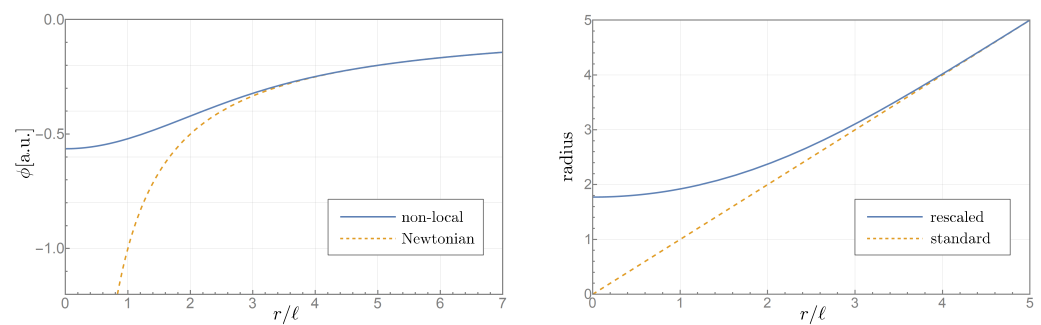 0.0
−0.5
−1.0
ϕ[a.u.]
non-local
Newtonian
0 1 2 3 4 5 6 7
r/ℓ
5
4
3
2
1
0
radius
rescaled
standard
0 1 2 3 4 5
r/ℓ